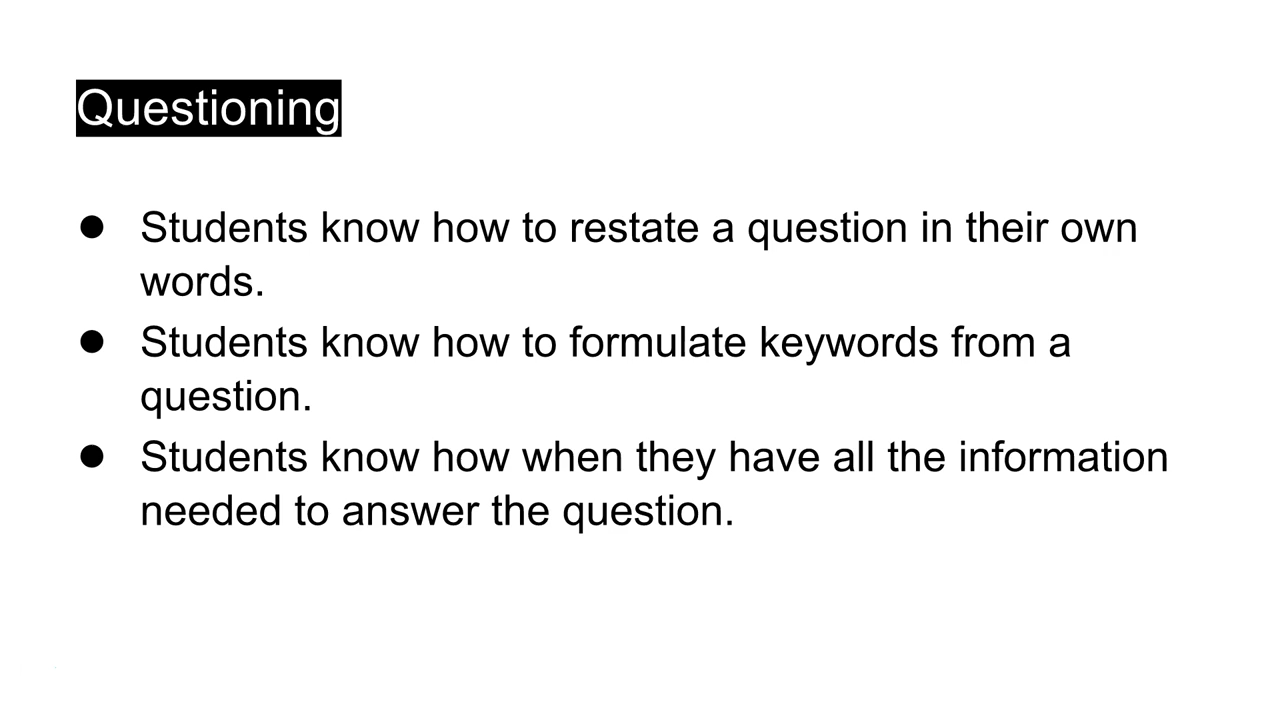 Questioning
● Students know how to restate a question in their own
words.
● Students know how to formulate keywords from a
question.
● Students know how when they have all the information
needed to answer the question.